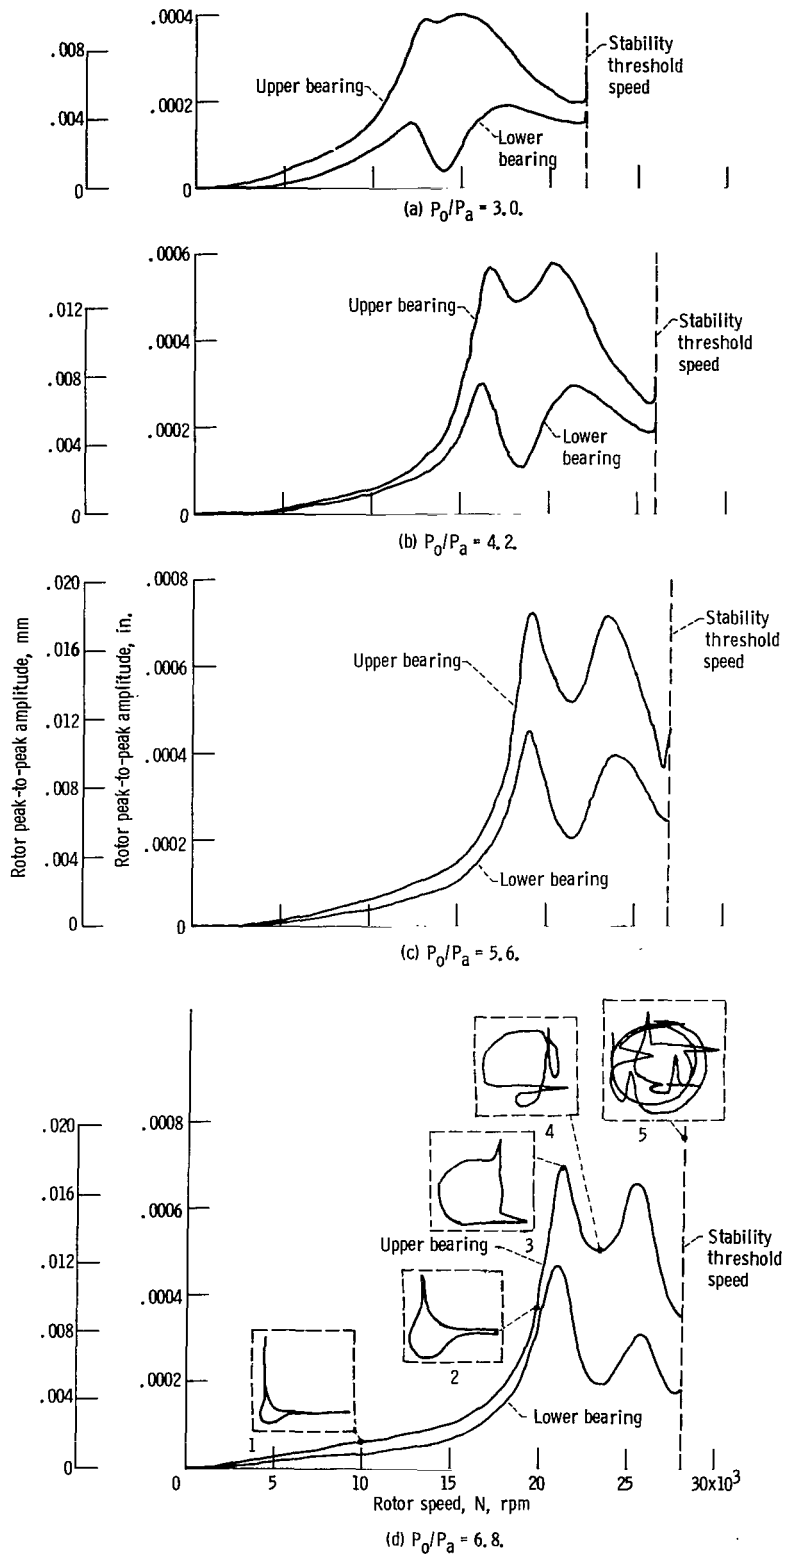 .0004
.008
Stability
threshold
speed
Upper bearing
.0002
.004
Lower
bearing
0
0
(a) Po/Pa = 3.0.
.0006
.012
Upper bearing
Stability
threshold
speed
.0004
.008
.0002
.004
Lower
bearing
0
0
(b) Po/Pa = 4.2.
Rotor peak-to-peak amplitude, mm
Rotor peak-to-peak amplitude, in.
.020
.0008
.016
Stability
threshold
speed
.0006
Upper bearing
.012
.0004
.008
.0002
.004
Lower bearing
0
0
(c) Po/Pa = 5.6.
4
5
.020
.0008
.016
.0006
3
Upper bearing
Stability
threshold
speed
.012
.0004
.008
2
.0002
.004
Lower bearing
1
0
0
5
10
15
20
25
30x10³
Rotor speed, N, rpm
(d) Po/Pa = 6.8.